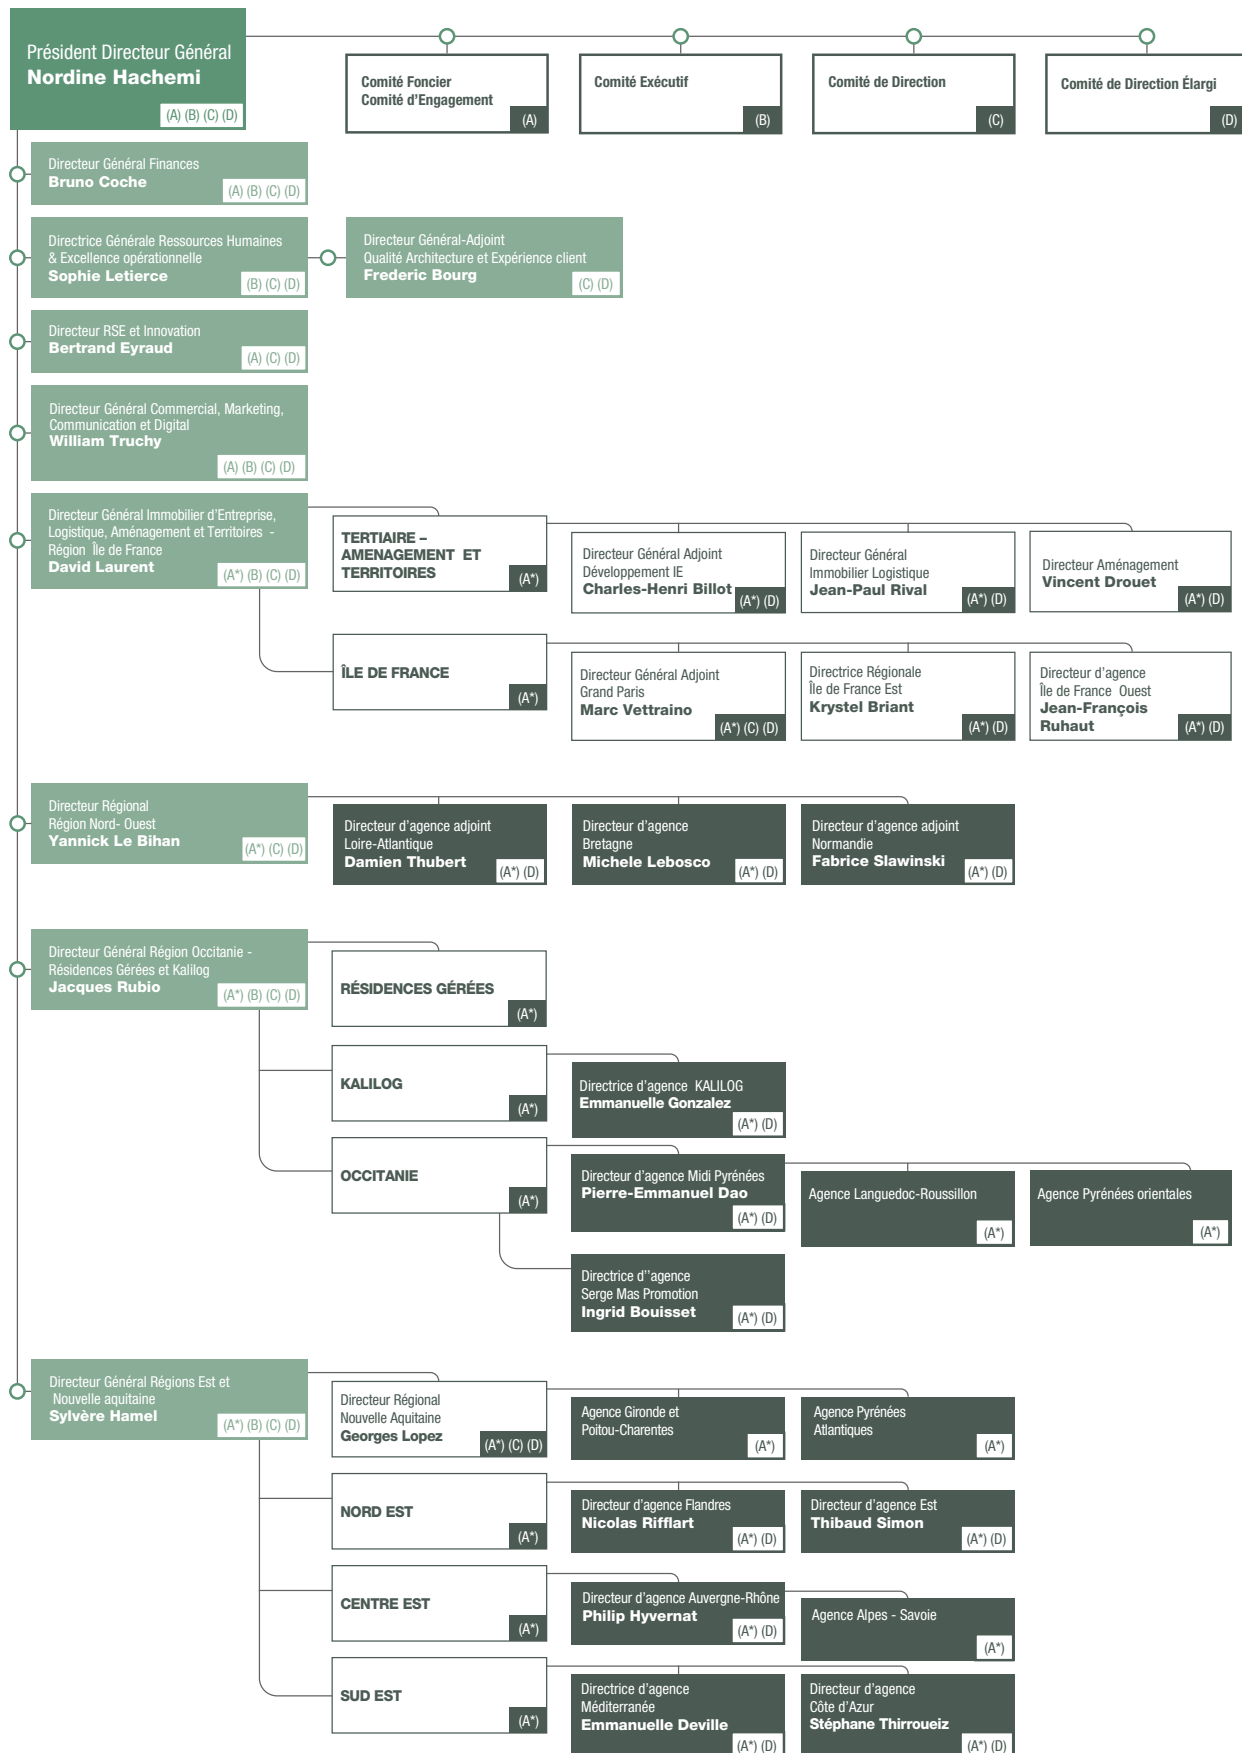 Président Directeur Général
Nordine Hachemi
(A) (B) (C) (D)
Comité Foncier
Comité d'Engagement
(A)
Comité Exécutif
(B)
Comité de Direction
(C)
Comité de Direction Élargi
(D)
Directeur Général Finances
Bruno Coche
(A) (B) (C) (D)
Directrice Générale Ressources Humaines
& Excellence opérationnelle
Sophie Letierce
(B) (C) (D)
Directeur Général-Adjoint
Qualité Architecture et Expérience client
Frederic Bourg
(C) (D)
Directeur RSE et Innovation
Bertrand Eyraud
(A) (C) (D)
Directeur Général Commercial, Marketing,
Communication et Digital
William Truchy
(A) (B) (C) (D)
Directeur Général Immobilier d'Entreprise,
Logistique, Aménagement et Territoires -
Région Île de France
David Laurent
(A*) (B) (C) (D)
TERTIAIRE –
AMENAGEMENT ET
TERRITOIRES
(A*)
Directeur Général Adjoint
Développement IE
Charles-Henri Billot
(A*) (D)
Directeur Général
Immobilier Logistique
Jean-Paul Rival
(A*) (D)
Directeur Aménagement
Vincent Drouet
(A*) (D)
ÎLE DE FRANCE
(A*)
Directeur Général Adjoint
Grand Paris
Marc Vettraino
(A*) (C) (D)
Directrice Régionale
Île de France Est
Krystel Briant
(A*) (D)
Directeur d'agence
Île de France Ouest
Jean-François
Ruhaut
(A*) (D)
Directeur Régional
Région Nord- Ouest
Yannick Le Bihan
(A*) (C) (D)
Directeur d'agence adjoint
Loire-Atlantique
Damien Thubert
(A*) (D)
Directeur d'agence
Bretagne
Michele Lebosco
(A*) (D)
Directeur d'agence adjoint
Normandie
Fabrice Slawinski
(A*) (D)
Directeur Général Région Occitanie -
Résidences Gérées et Kalilog
Jacques Rubio
(A*) (B) (C) (D)
RÉSIDENCES GÉRÉES
(A*)
KALILOG
(A*)
Directrice d'agence KALILOG
Emmanuelle Gonzalez
(A*) (D)
OCCITANIE
(A*)
Directeur d'agence Midi Pyrénées
Pierre-Emmanuel Dao
(A*) (D)
Agence Languedoc-Roussillon
(A*)
Agence Pyrénées orientales
(A*)
Directrice d''agence
Serge Mas Promotion
Ingrid Bouisset
(A*) (D)
Directeur Général Régions Est et
Nouvelle aquitaine
Sylvère Hamel
(A*) (B) (C) (D)
Directeur Régional
Nouvelle Aquitaine
Georges Lopez
(A*) (C) (D)
Agence Gironde et
Poitou-Charentes
(A*)
Agence Pyrénées
Atlantiques
(A*)
NORD EST
(A*)
Directeur d'agence Flandres
Nicolas Rifflart
(A*) (D)
Directeur d'agence Est
Thibaud Simon
(A*) (D)
CENTRE EST
(A*)
Directeur d'agence Auvergne-Rhône
Philip Hyvernat
(A*) (D)
Agence Alpes - Savoie
(A*)
SUD EST
(A*)
Directrice d'agence
Méditerranée
Emmanuelle Deville
(A*) (D)
Directeur d'agence
Côte d'Azur
Stéphane Thirroueiz
(A*) (D)